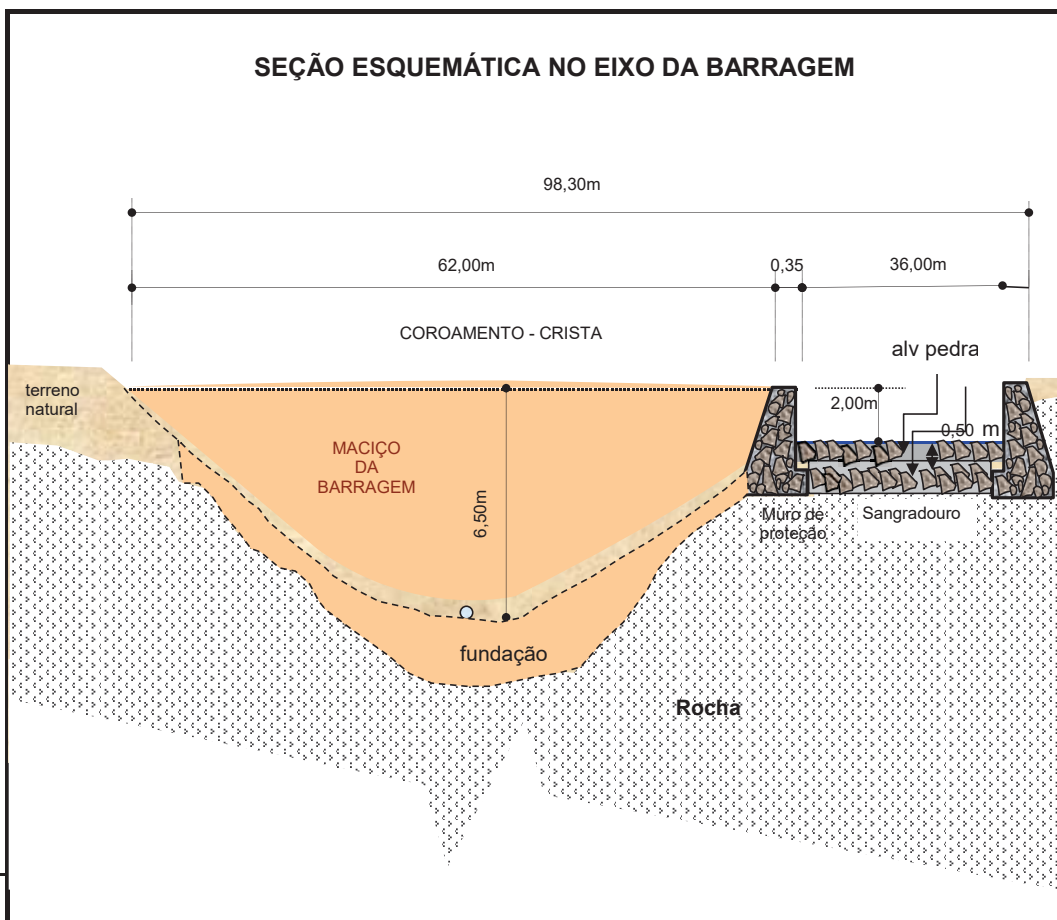 SEÇÃO ESQUEMÁTICA NO EIXO DA BARRAGEM
98,30m
62,00m
0,35
36,00m
COROAMENTO - CRISTA
alv pedra
terreno
natural
2,00m
0,50 m
MACIÇO
DA
BARRAGEM
6,50m
Muro de
proteção
Sangradouro
fundação
Rocha